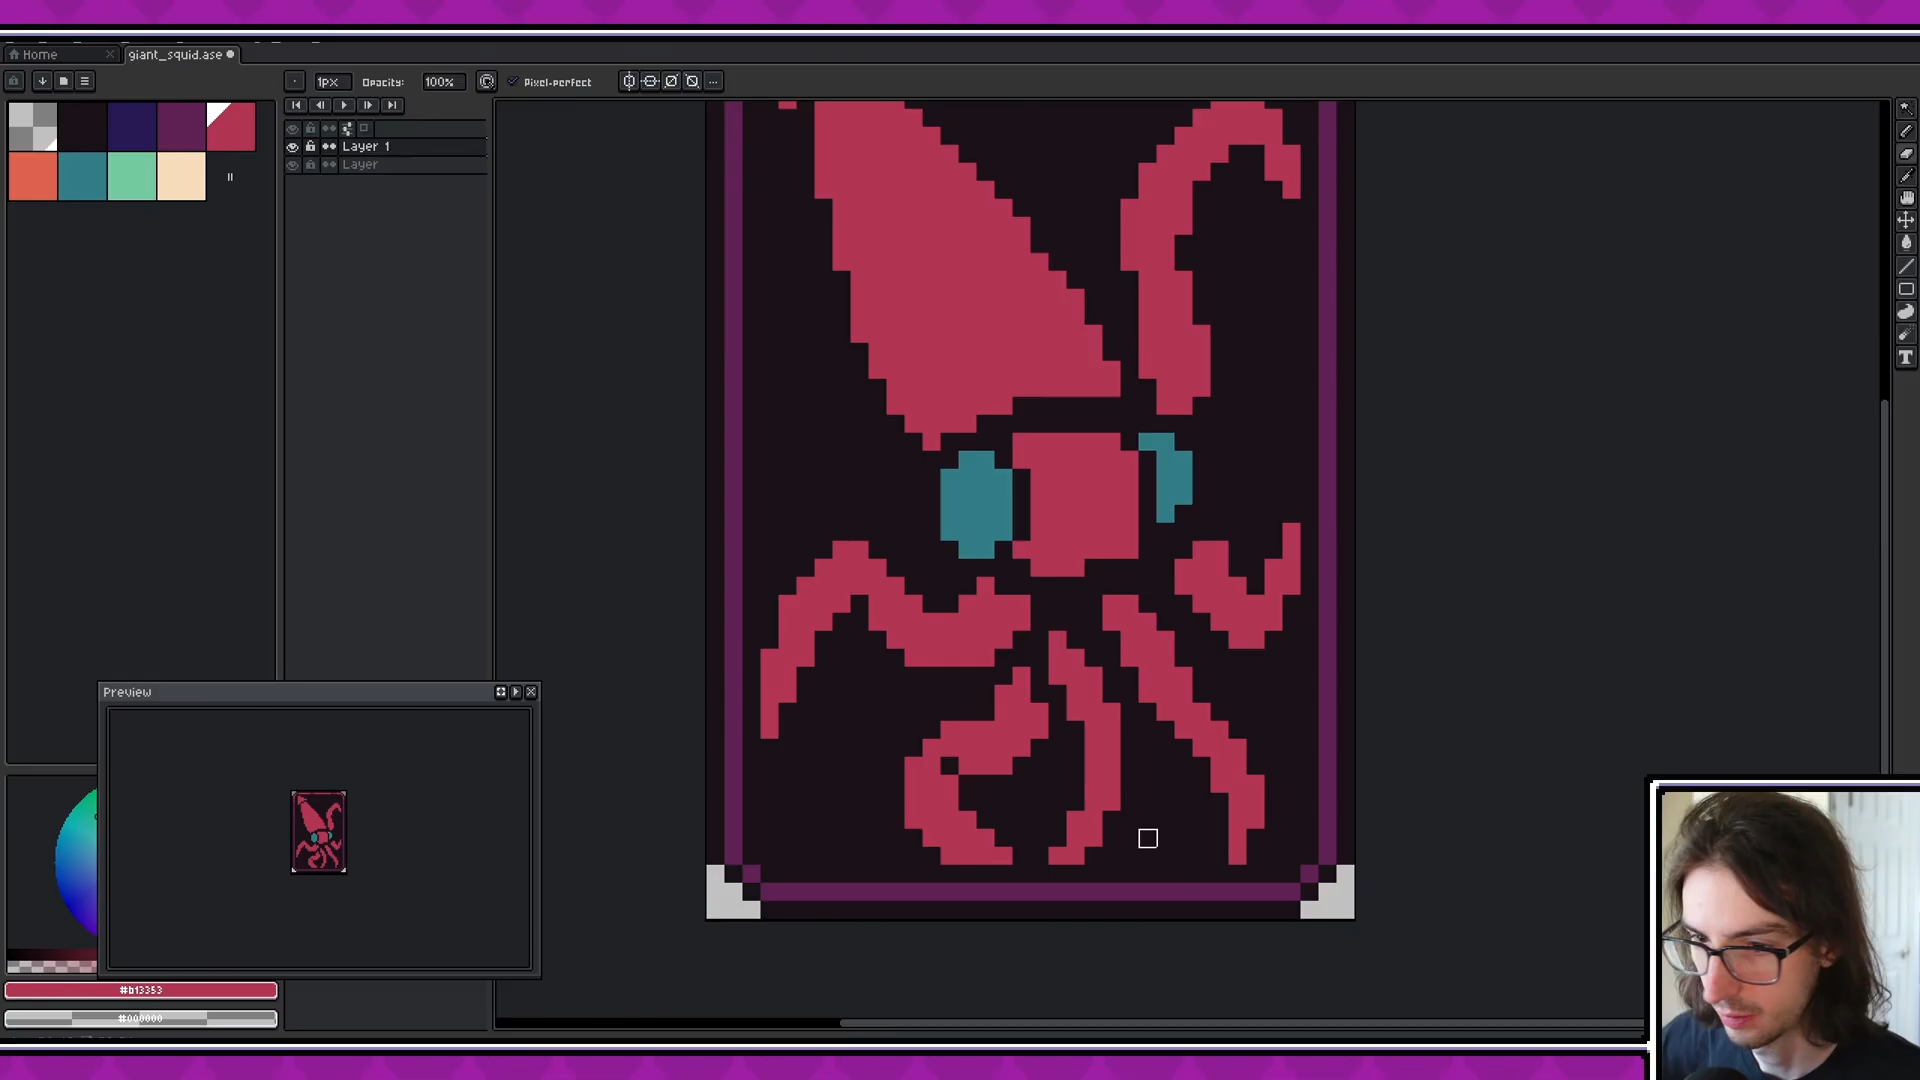 Home
giant_squid.ase
1px
Opacity:
100%
Pixel-perfect
Layer 1
Layer
Preview
#b13353
#000000
T